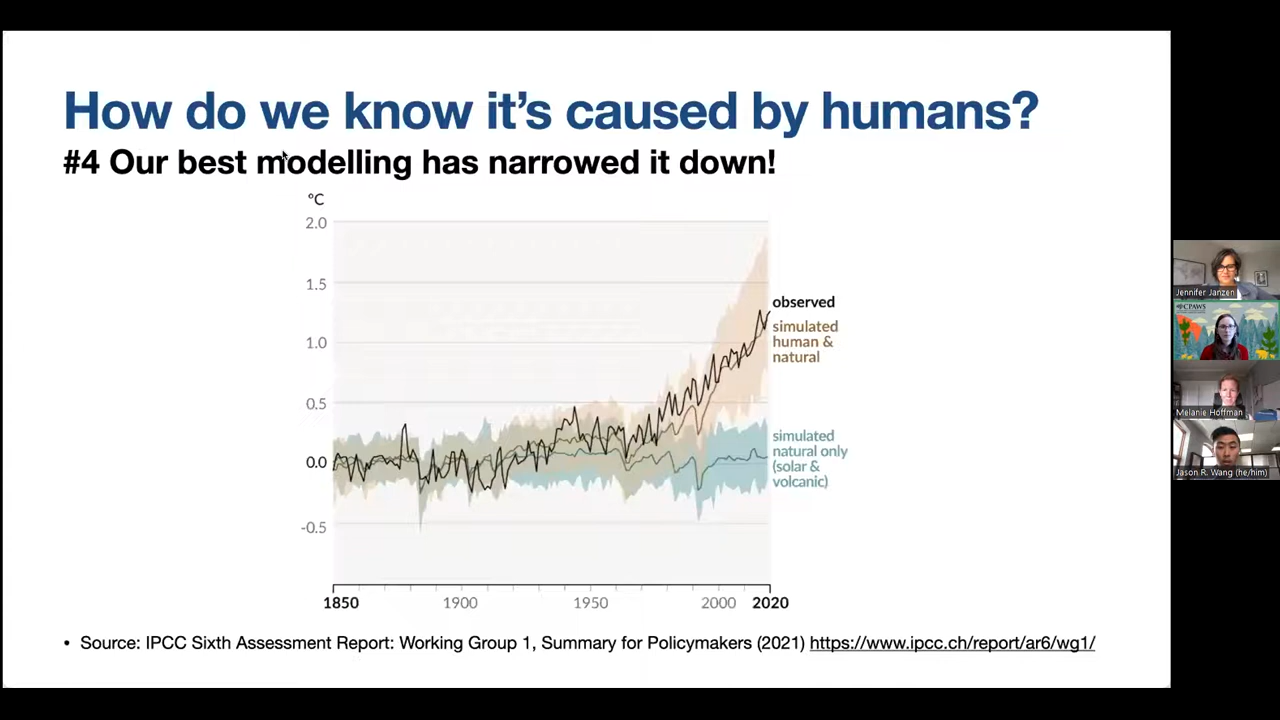 How do we know it's caused by humans?
#4 Our best modelling has narrowed it down!
°C
2.0
1.5
1.0
0.5
0.0
-0.5
observed
simulated
human &
natural
simulated
natural only
(solar &
volcanic)
1850
1900
1950
2000
2020
• Source: IPCC Sixth Assessment Report: Working Group 1, Summary for Policymakers (2021) https://www.ipcc.ch/report/ar6/wg1/
Jennifer Janzen
CPAWS
Melanie Hoffman
Jason R. Wang (he/him)